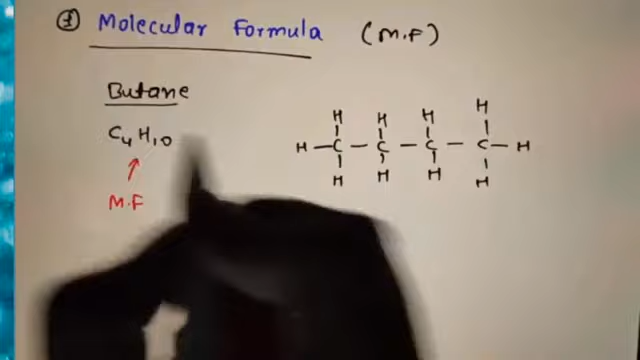 ① Molecular Formula (M.F)
Butane
C₄H₁₀
M.F
H H H H
H — C — C — C — C — H
H H H H